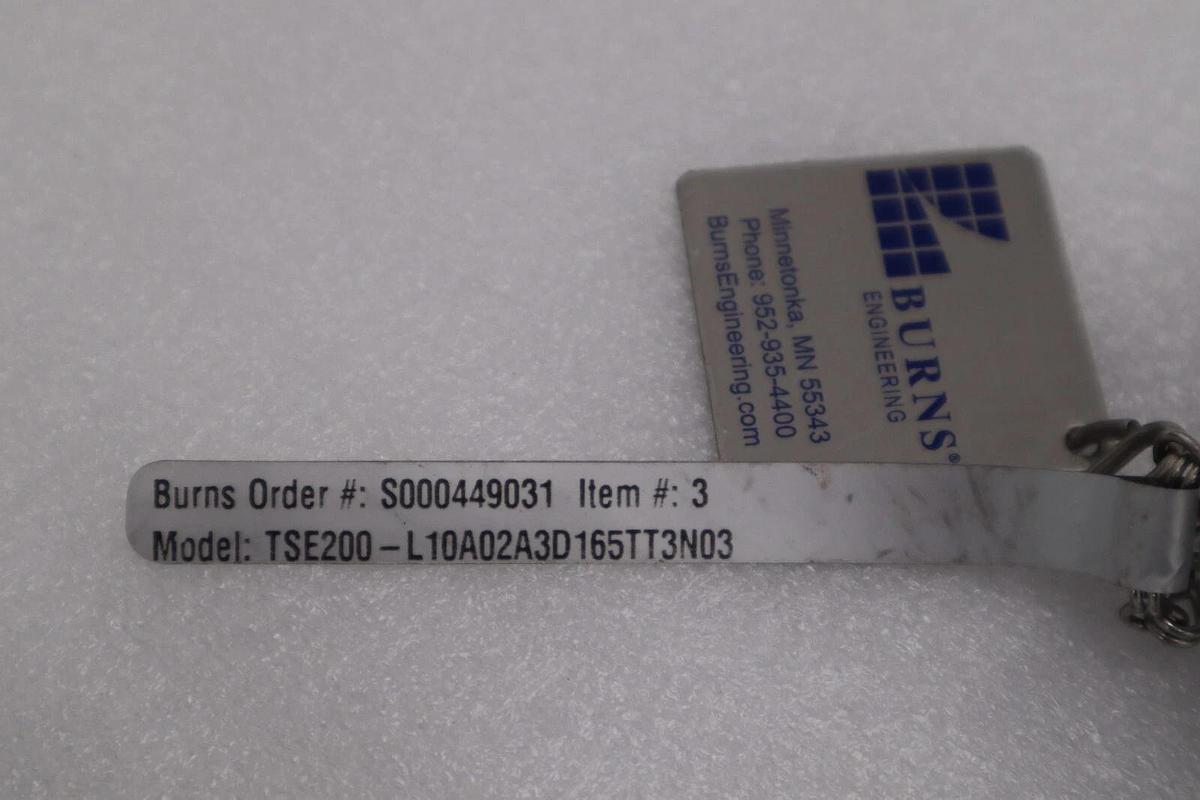 BURNS®
ENGINEERING
Minnetonka, MN 55343
Phone: 952-935-4400
BurnsEngineering.com
Burns Order #: S000449031 Item #: 3
Model: TSE200-L10A02A3D165TT3N03